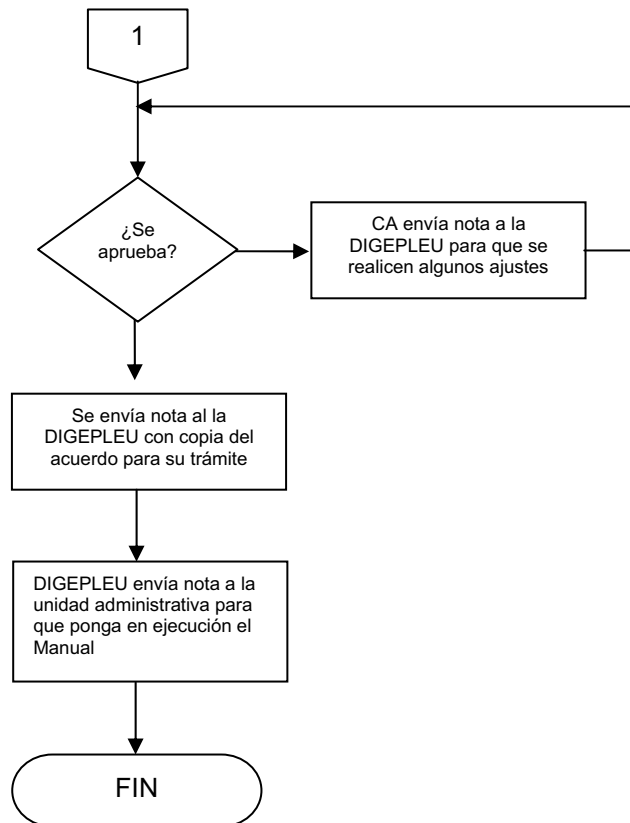 1
¿Se
aprueba?
CA envía nota a la
DIGEPLEU para que se
realicen algunos ajustes
Se envía nota al la
DIGEPLEU con copia del
acuerdo para su trámite
DIGEPLEU envía nota a la
unidad administrativa para
que ponga en ejecución el
Manual
FIN